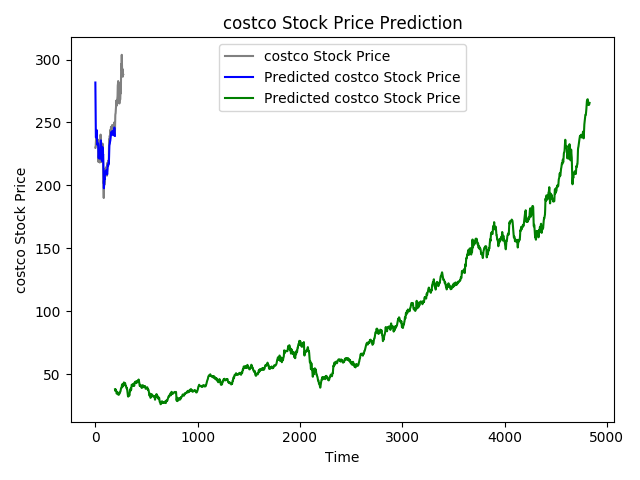 costco Stock Price Prediction
costco Stock Price
Predicted costco Stock Price
Predicted costco Stock Price
costco Stock Price
300
250
200
150
100
50
0
1000
2000
3000
4000
5000
Time